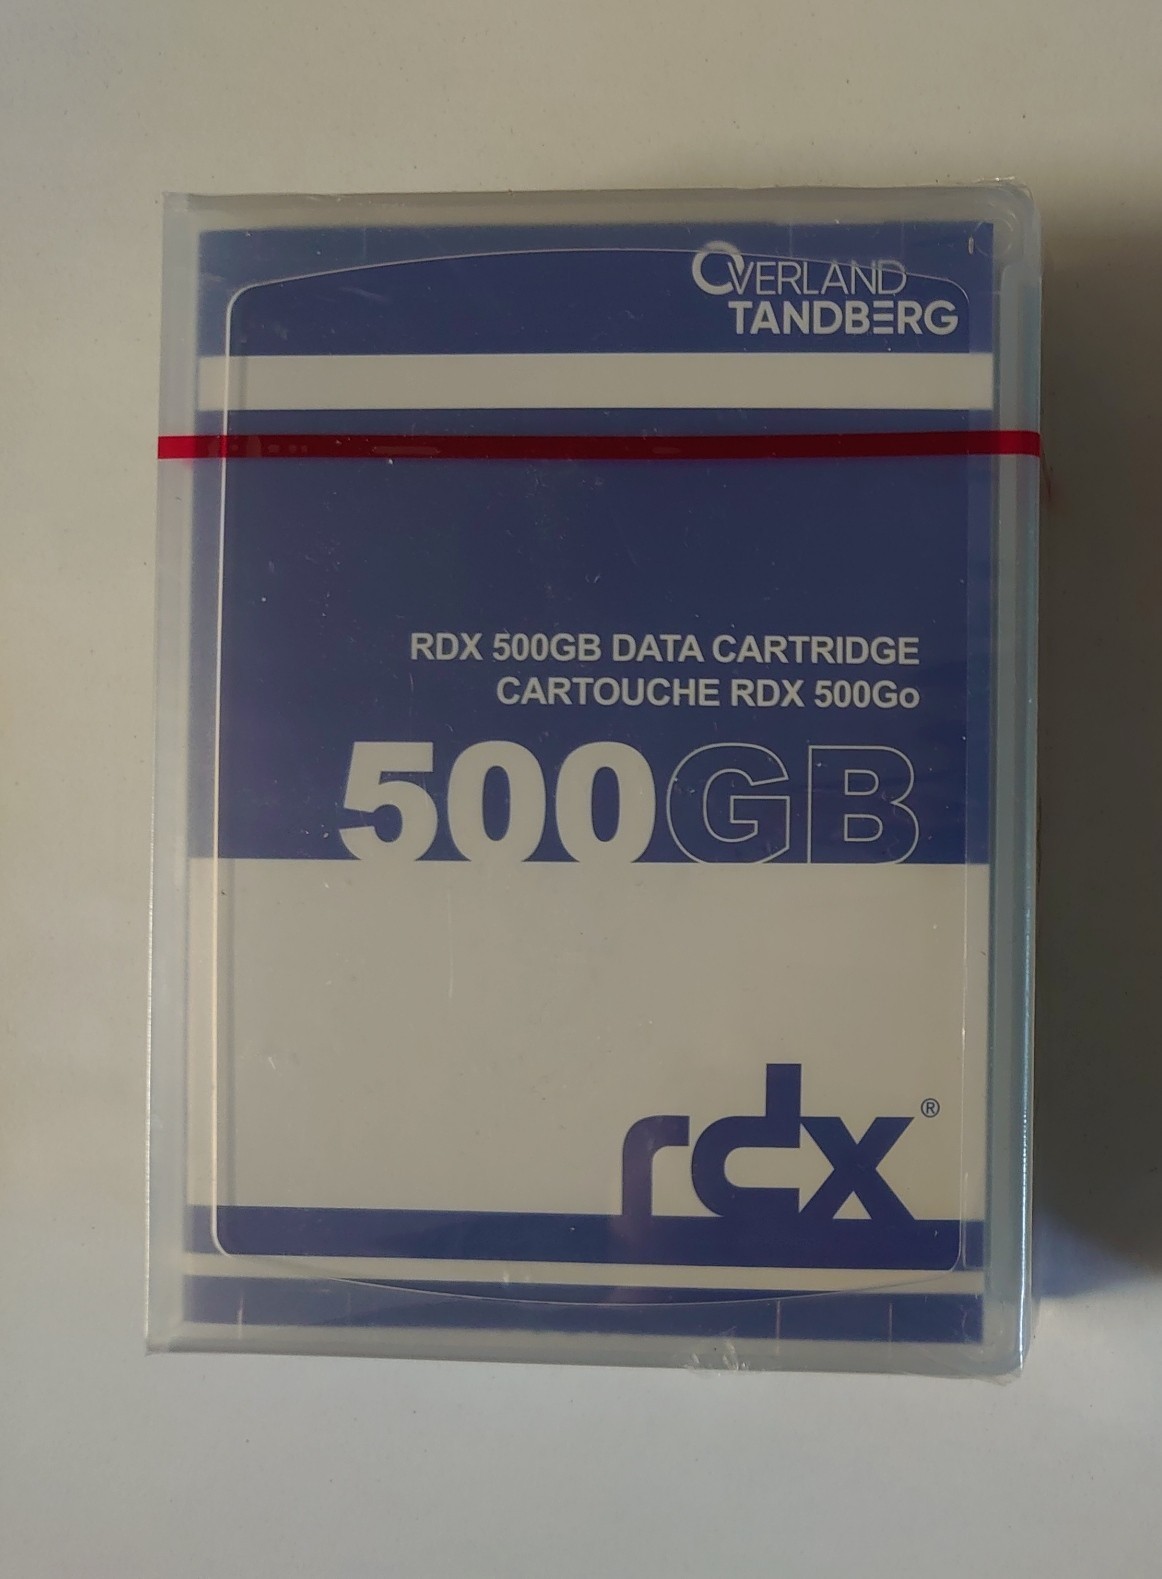 OVERLAND
TANDBERG
RDX 500GB DATA CARTRIDGE
CARTOUCHE RDX 500Go
500GB
rdx®